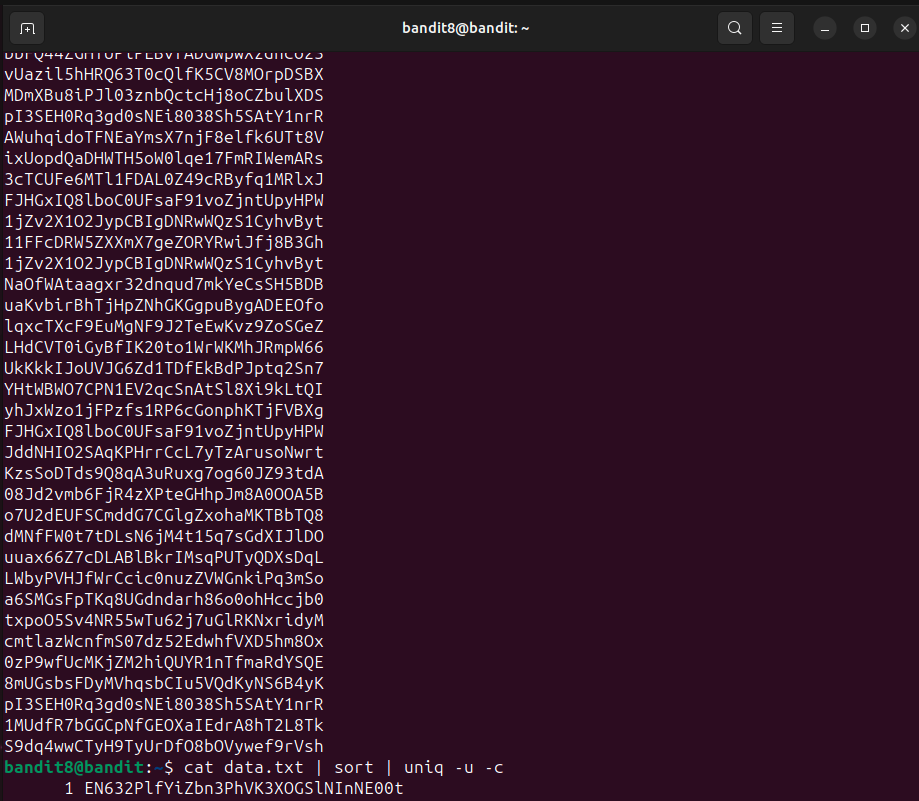 bandit8@bandit: ~
vUazil5hHRQ63T0cQlfK5CV8MOrpDSBX
MDmXBu8iPJl03znbQctcHj8oCZbulXDS
pI3SEH0Rq3gd0sNEi8038Sh5SAtY1nrR
AWuhqidoTFNEaYmsX7njF8elfk6UTt8V
ixUopdQaDHWTH5oW0lqe17FmRIWemARs
3cTCUFe6MTl1FDAL0Z49cRByfq1MRlxJ
FJHGxIQ8lboC0UFsaF91voZjntUpyHPW
1jZv2X1O2JypCBIgDNRwWQzS1CyhvByt
11FFcDRW5ZXXmX7geZORYRwiJfj8B3Gh
1jZv2X1O2JypCBIgDNRwWQzS1CyhvByt
NaOfWAtaagxr32dnqud7mkYeCsSH5BDB
uaKvbirBhTjHpZNhGKGgpuBygADEEOfo
lqxcTXcF9EuMgNF9J2TeEwKvz9ZoSGeZ
LHdCVT0iGyBfIK20to1WrWKMhJRmpW66
UkKkkIJoUVJG6Zd1TDfEkBdPJptq2Sn7
YHtWBWO7CPN1EV2qcSnAtSl8Xi9kLtQI
yhJxWzo1jFPzfs1RP6cGonphKTjFVBXg
FJHGxIQ8lboC0UFsaF91voZjntUpyHPW
JddNHIO2SAqKPHrrCcL7yTzArusoNwrt
KzsSoDTds9Q8qA3uRuxg7og60JZ93tdA
08Jd2vmb6FjR4zXPteGHhpJm8A0OOA5B
o7U2dEUFSCmddG7CGlgZxohaMKTBbTQ8
dMNfFW0t7tDLsN6jM4t15q7sGdXIJlDO
uuax66Z7cDLABlBkrIMsqPUTyQDXsDqL
LWbyPVHJfWrCcic0nuzZVWGnkiPq3mSo
a6SMGsFpTKq8UGdndarh86o0ohHccjb0
txpoO5Sv4NR55wTu62j7uGlRKNxridyM
cmtlazWcnfmS07dz52EdwhfVXD5hm8Ox
0zP9wfUcMKjZM2hiQUYR1nTfmaRdYSQE
8mUGsbsFDyMVhqsbCIu5VQdKyNS6B4yK
pI3SEH0Rq3gd0sNEi8038Sh5SAtY1nrR
1MUdfR7bGGCpNfGEOXaIEdrA8hT2L8Tk
S9dq4wwCTyH9TyUrDfO8bOVywef9rVsh
bandit8@bandit:~$ cat data.txt | sort | uniq -u -c
1 EN632PlfYiZbn3PhVK3XOGSlNInNE00t